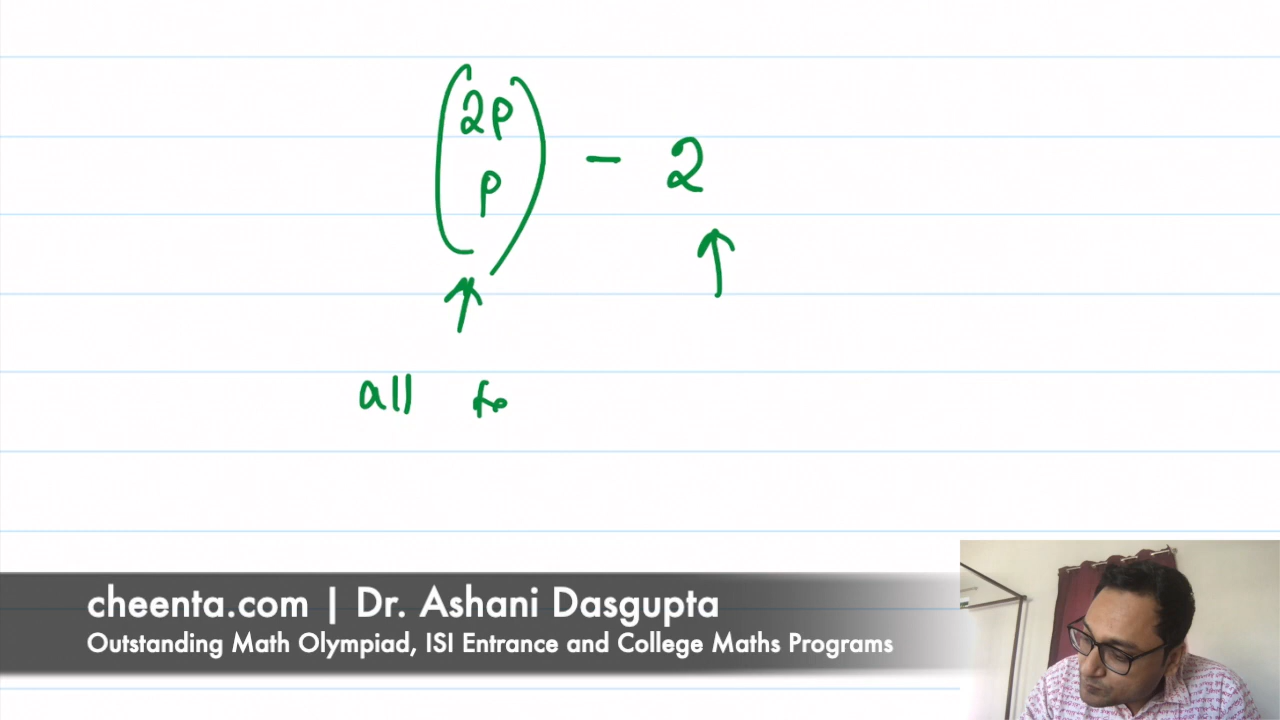 (2p p) - 2
↑ ↑
all
cheenta.com | Dr. Ashani Dasgupta
Outstanding Math Olympiad, ISI Entrance and College Maths Programs